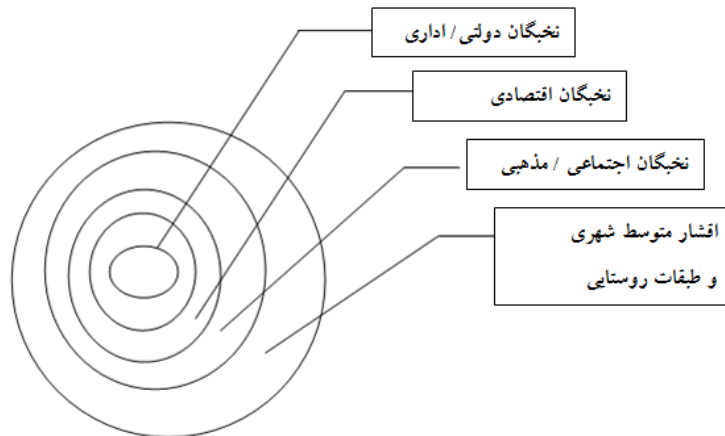 نخبگان دولتی / اداری
نخبگان اقتصادی
نخبگان اجتماعی / مذهبی
اقشار متوسط شهری
و طبقات روستایی